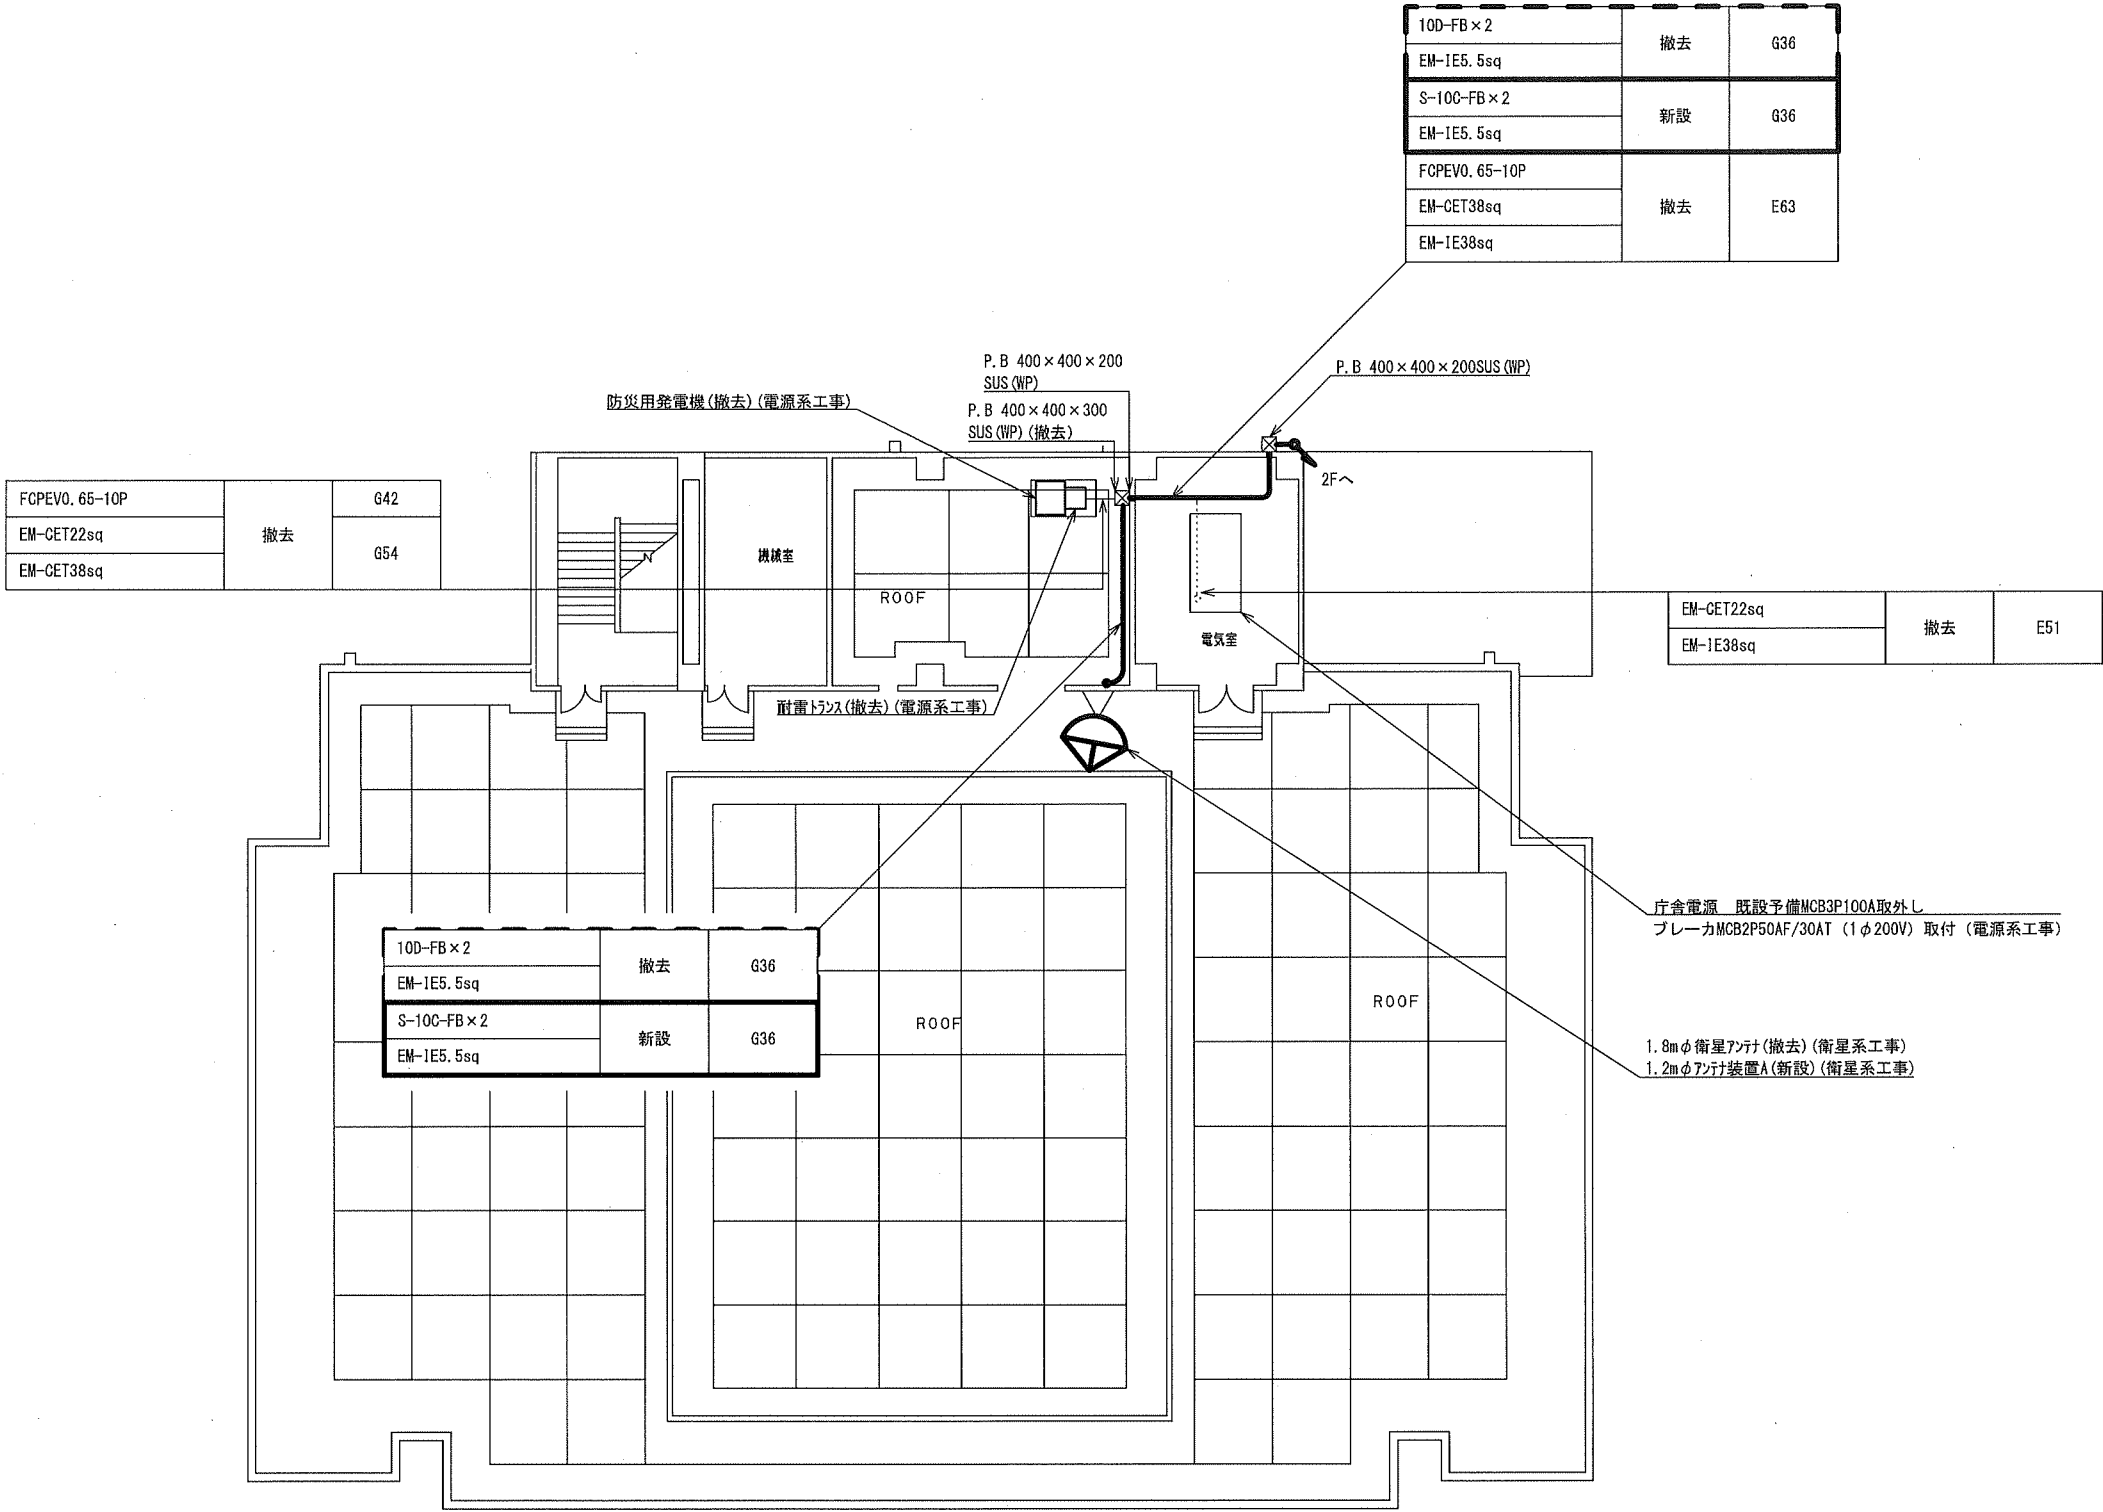 10D-FB×2
撤去
G36
EM-IE5.5sq
S-10C-FB×2
新設
G36
EM-IE5.5sq
FCPEV0.65-10P
EM-CET38sq
撤去
E63
EM-IE38sq
P.B 400×400×200
SUS(WP)
P.B 400×400×200SUS(WP)
防災用発電機(撤去)(電源系工事)
P.B 400×400×300
SUS(WP)(撤去)
2Fへ
FCPEV0.65-10P
G42
EM-CET22sq
撤去
G54
EM-CET38sq
機械室
N
ROOF
電気室
EM-CET22sq
撤去
E51
EM-IE38sq
耐雷トランス(撤去)(電源系工事)
庁舎電源　既設予備MCB3P100A取外し
ブレーカMCB2P50AF/30AT（1φ200V）取付（電源系工事）
10D-FB×2
撤去
G36
EM-IE5.5sq
S-10C-FB×2
新設
G36
EM-IE5.5sq
ROOF
ROOF
1.8mφ衛星アンテナ(撤去)(衛星系工事)
1.2mφアンテナ装置A(新設)(衛星系工事)